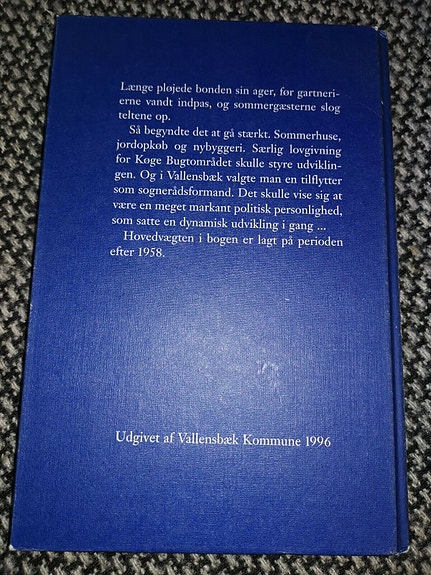 Længe pløjede bonden sin ager, før gartneri-
erne vandt indpas, og sommergæsterne slog
teltene op.
Så begyndte det at gå stærkt. Sommerhuse,
jordopkøb og nybyggeri. Særlig lovgivning
for Køge Bugtområdet skulle styre udviklin-
gen. Og i Vallensbæk valgte man en tilflytter
som sognerådsformand. Det skulle vise sig at
være en meget markant politisk personlighed,
som satte en dynamisk udvikling i gang ...
Hovedvægten i bogen er lagt på perioden
efter 1958.
Udgivet af Vallensbæk Kommune 1996